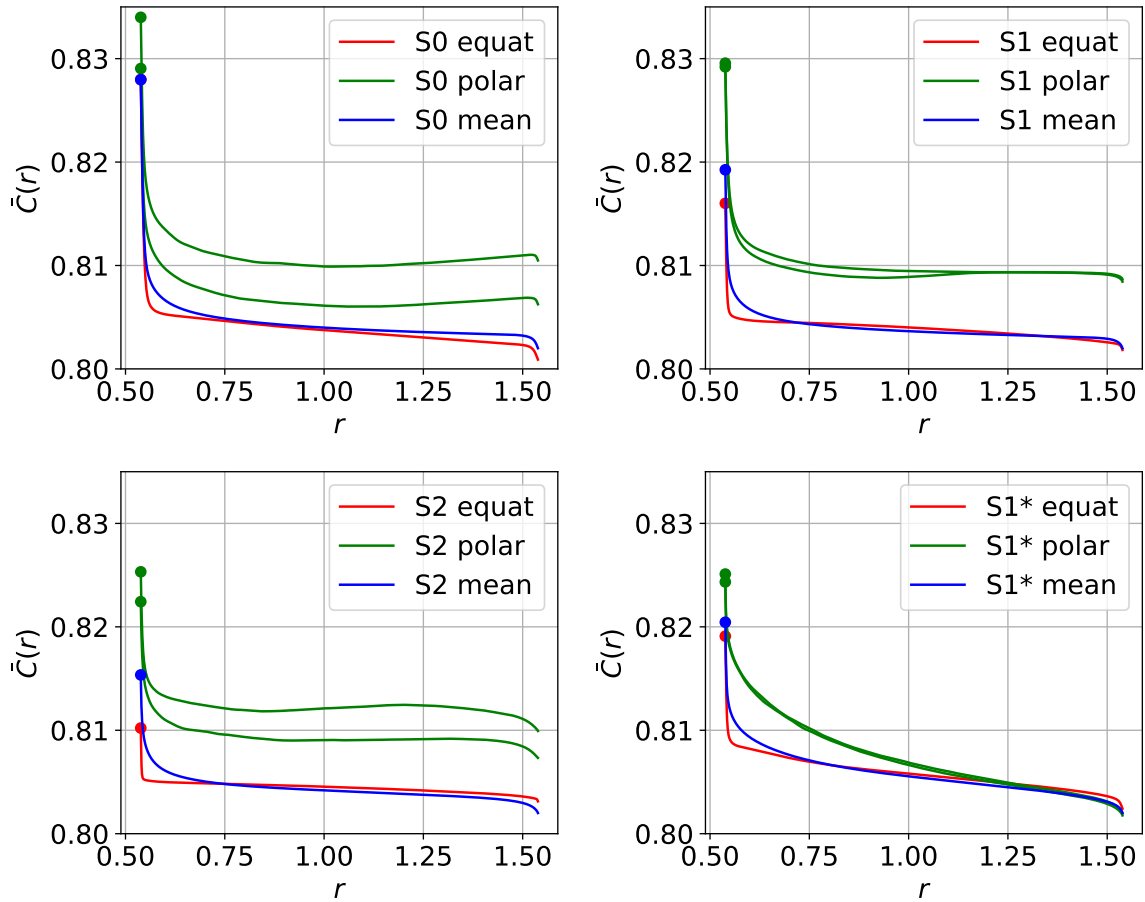 S0 equat
S0 polar
S0 mean
0.83
0.82
0.81
0.80
C̄(r)
0.50 0.75 1.00 1.25 1.50
r
S1 equat
S1 polar
S1 mean
0.83
0.82
0.81
0.80
C̄(r)
0.50 0.75 1.00 1.25 1.50
r
S2 equat
S2 polar
S2 mean
0.83
0.82
0.81
0.80
C̄(r)
0.50 0.75 1.00 1.25 1.50
r
S1* equat
S1* polar
S1* mean
0.83
0.82
0.81
0.80
C̄(r)
0.50 0.75 1.00 1.25 1.50
r